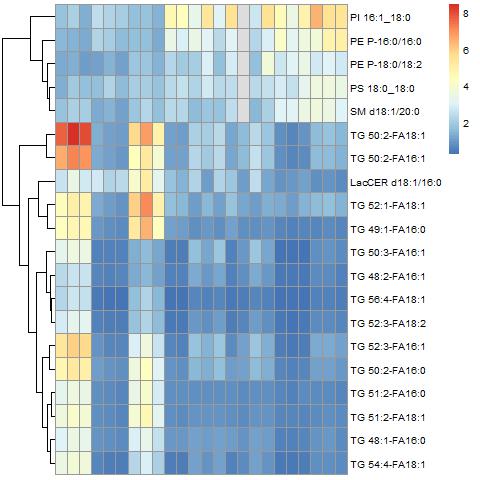 PI 16:1_18:0
PE P-16:0/16:0
PE P-18:0/18:2
PS 18:0_18:0
SM d18:1/20:0
TG 50:2-FA18:1
TG 50:2-FA16:1
LacCER d18:1/16:0
TG 52:1-FA18:1
TG 49:1-FA16:0
TG 50:3-FA16:1
TG 48:2-FA16:1
TG 56:4-FA18:1
TG 52:3-FA18:2
TG 52:3-FA16:1
TG 50:2-FA16:0
TG 51:2-FA16:0
TG 51:2-FA18:1
TG 48:1-FA16:0
TG 54:4-FA18:1
8
6
4
2